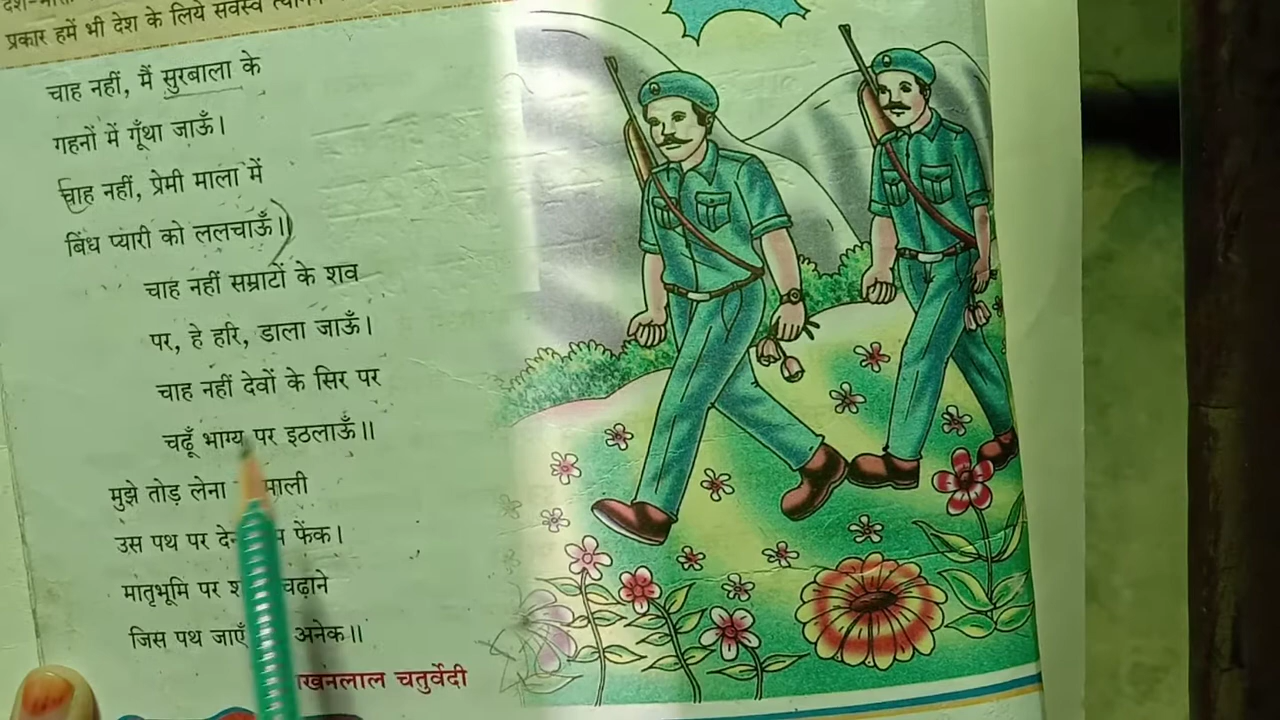 के लिये सर्वस्व
प्रकार हमें भी देश के लिये
चाह नहीं, मैं सुरबाला के
गहनों में गूँथा जाऊँ।
चाह नहीं, प्रेमी माला में
बिंध प्यारी को ललचाऊँ॥
चाह नहीं सम्राटों के शव
पर, हे हरि, डाला जाऊँ।
चाह नहीं देवों के सिर पर
चढूँ भाग्य पर इठलाऊँ॥
मुझे तोड़ लेना माली
उस पथ पर फेंक।
मातृभूमि पर चढ़ाने
जिस पथ जाएँ अनेक॥
चतुर्वेदी